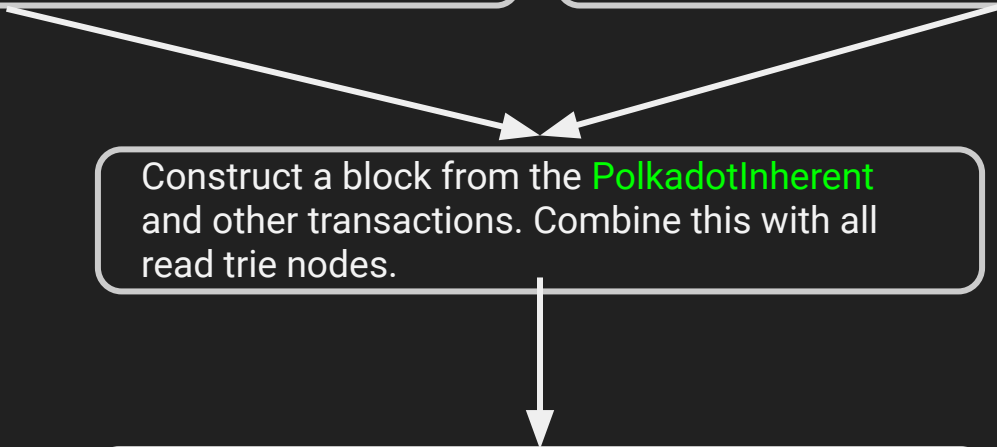 Construct a block from the PolkadotInherent
and other transactions. Combine this with all
read trie nodes.